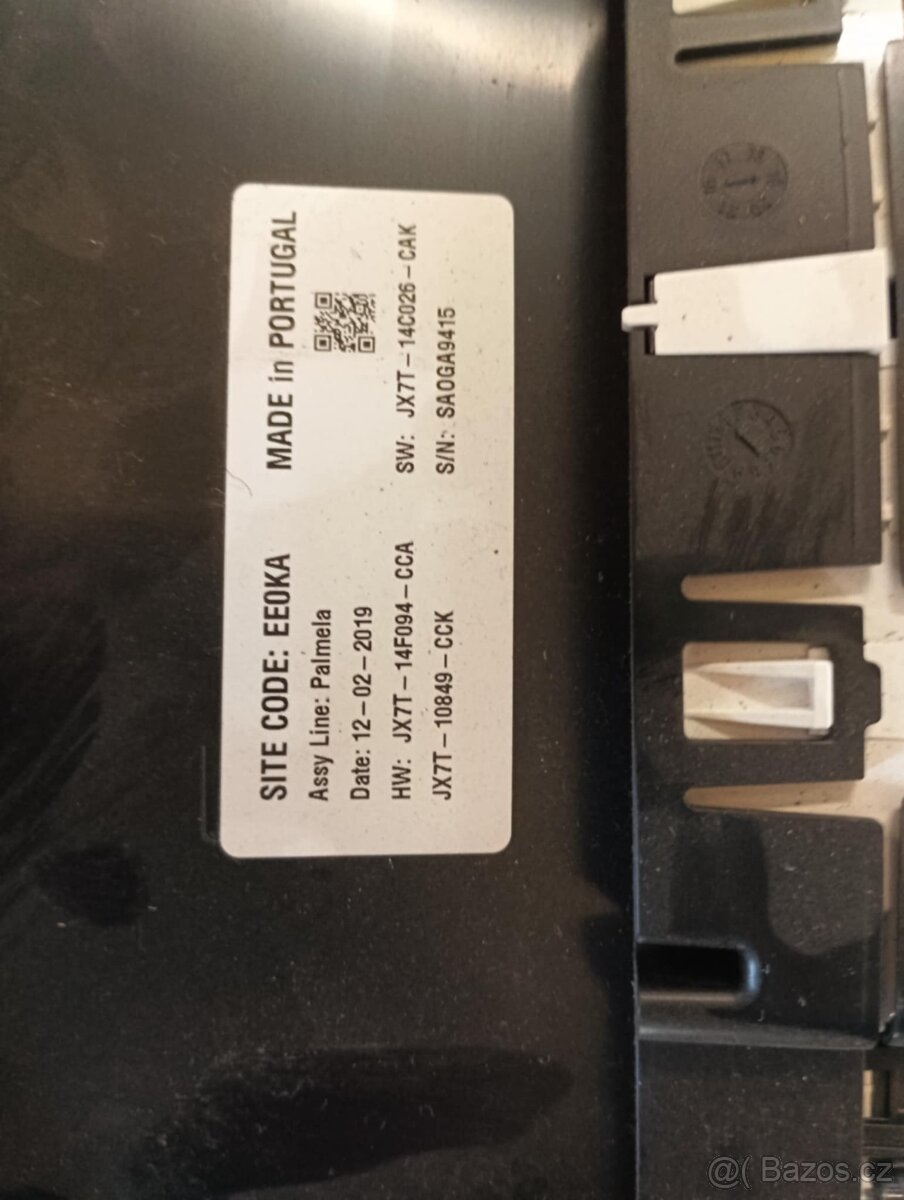 SITE CODE: EE0KA MADE in PORTUGAL
Assy Line: Palmela
Date: 12-02-2019
HW: JX7T-14F094-CCA SW: JX7T-14C026-CAK
JX7T-10849-CCK S/N: SA0GA9415
@( Bazos.cz